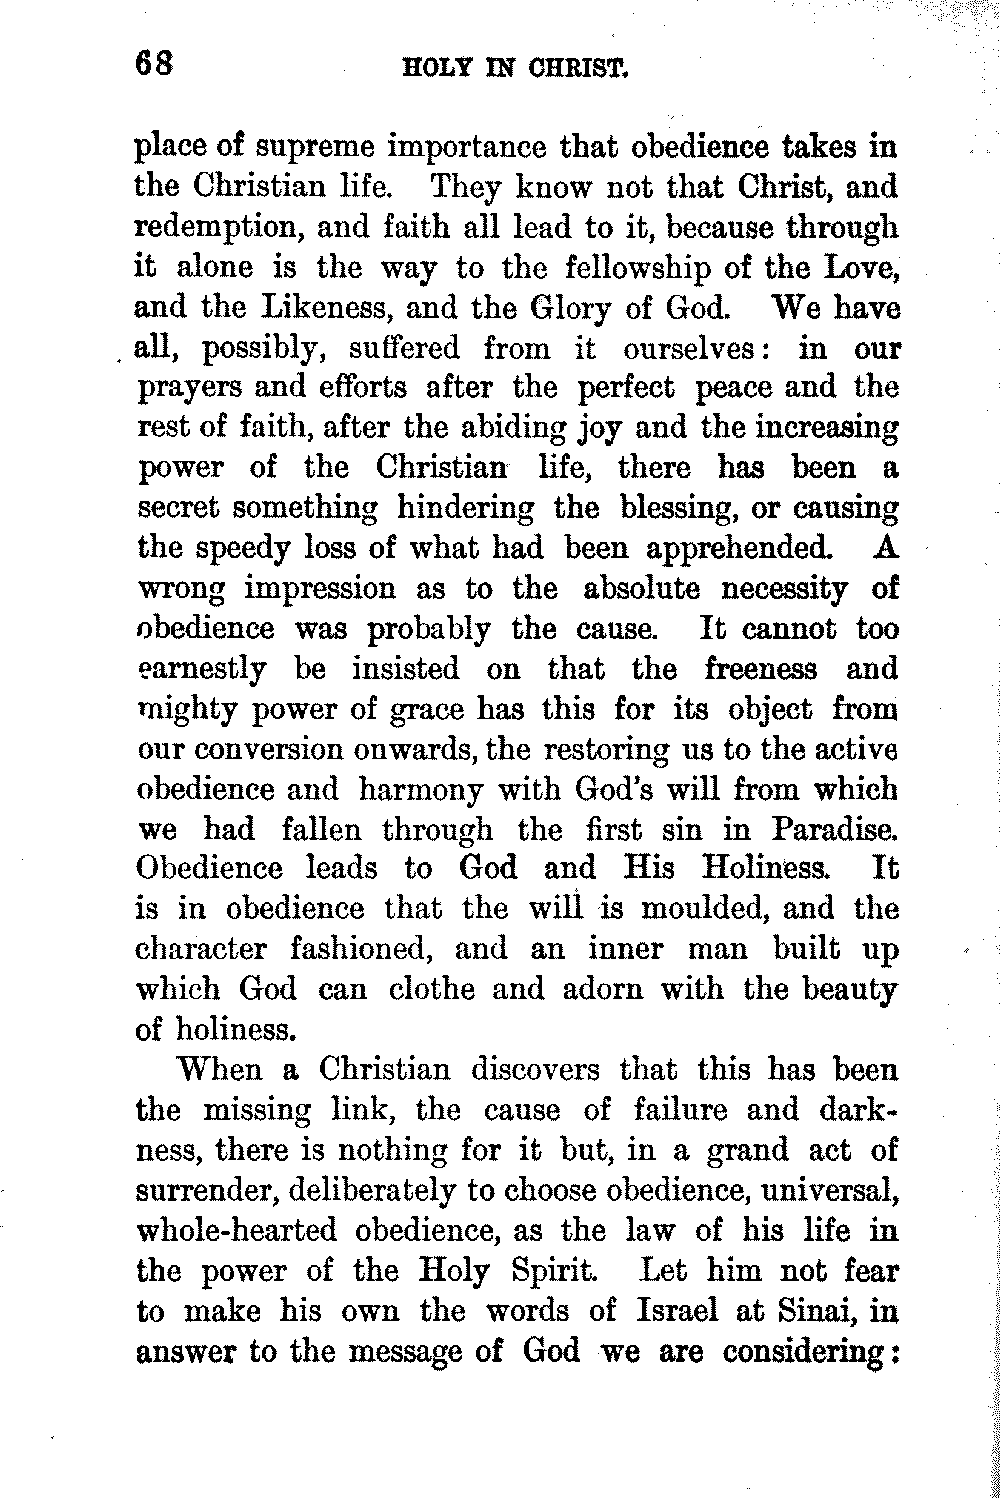 68 HOLY IN CHRIST.
place of supreme importance that obedience takes in
the Christian life. They know not that Christ, and
redemption, and faith all lead to it, because through
it alone is the way to the fellowship of the Love,
and the Likeness, and the Glory of God. We have
all, possibly, suffered from it ourselves: in our
prayers and efforts after the perfect peace and the
rest of faith, after the abiding joy and the increasing
power of the Christian life, there has been a
secret something hindering the blessing, or causing
the speedy loss of what had been apprehended. A
wrong impression as to the absolute necessity of
obedience was probably the cause. It cannot too
earnestly be insisted on that the freeness and
mighty power of grace has this for its object from
our conversion onwards, the restoring us to the active
obedience and harmony with God's will from which
we had fallen through the first sin in Paradise.
Obedience leads to God and His Holiness. It
is in obedience that the will is moulded, and the
character fashioned, and an inner man built up
which God can clothe and adorn with the beauty
of holiness.
When a Christian discovers that this has been
the missing link, the cause of failure and dark-
ness, there is nothing for it but, in a grand act of
surrender, deliberately to choose obedience, universal,
whole-hearted obedience, as the law of his life in
the power of the Holy Spirit. Let him not fear
to make his own the words of Israel at Sinai, in
answer to the message of God we are considering: